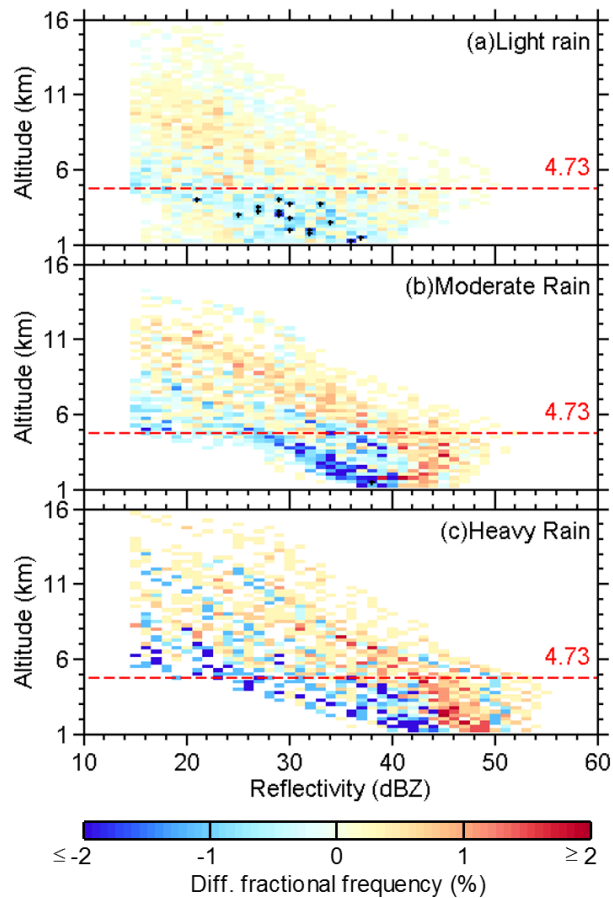 16
(a)Light rain
11
Altitude (km)
6
4.73
1
16
(b)Moderate Rain
11
Altitude (km)
6
4.73
1
16
(c)Heavy Rain
11
Altitude (km)
6
4.73
1
10 20 30 40 50 60
Reflectivity (dBZ)
≤ -2 -1 0 1 ≥ 2
Diff. fractional frequency (%)